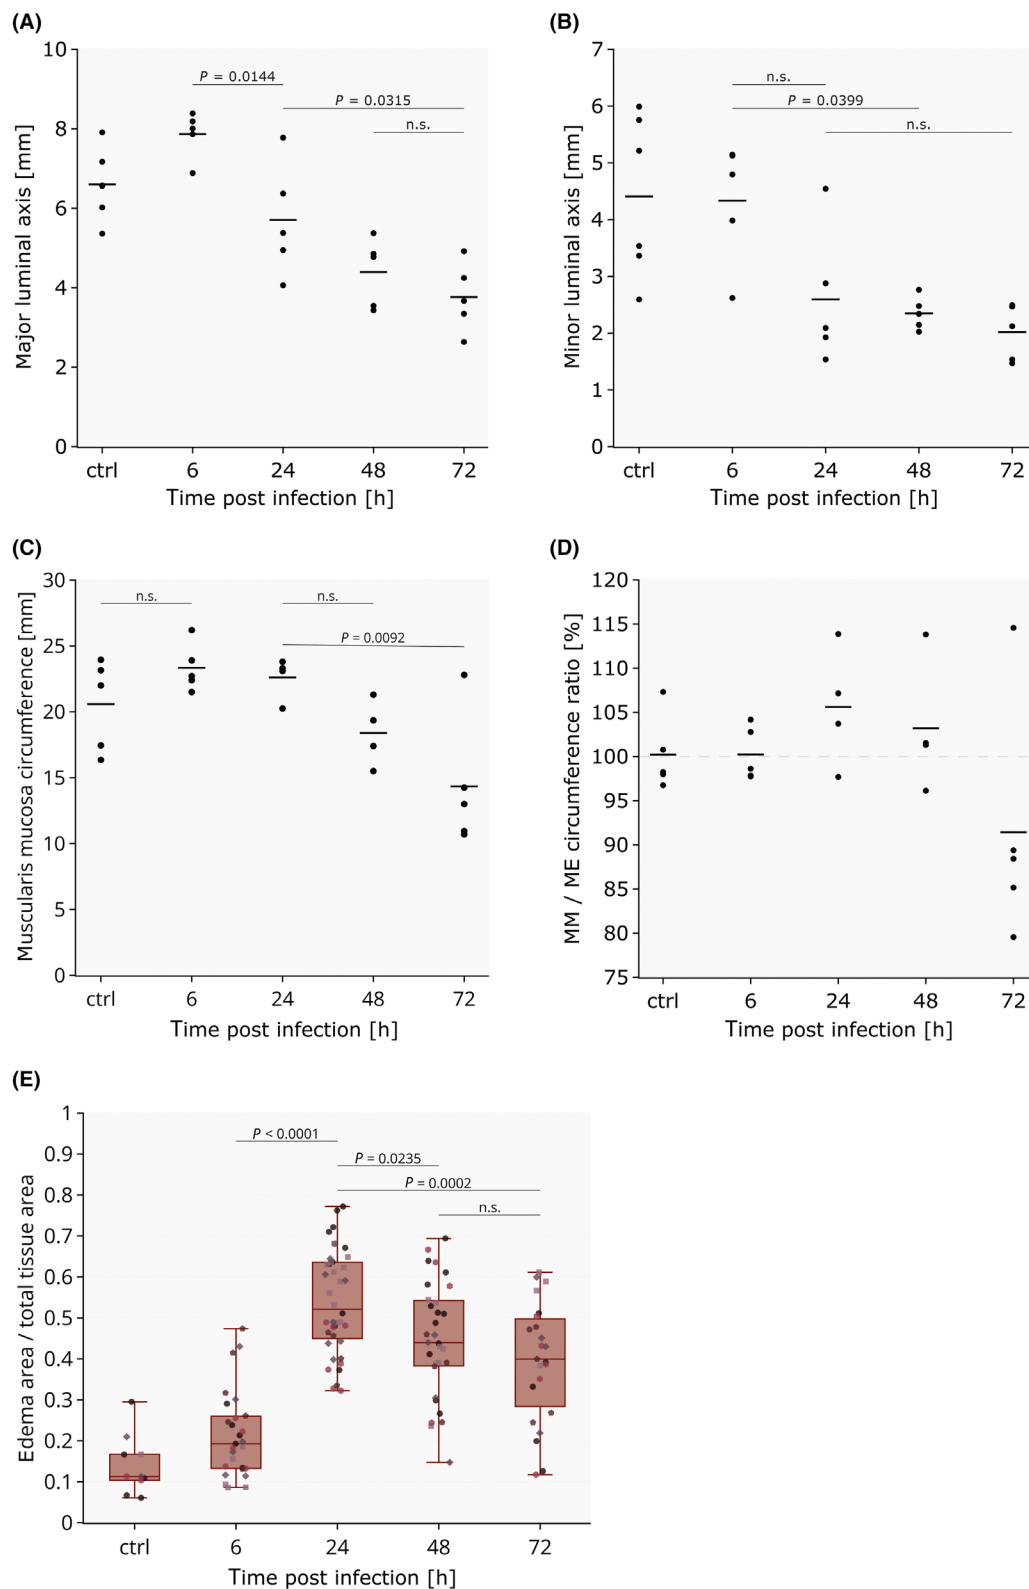 (A)
Major luminal axis [mm]
10
8
6
4
2
0
P = 0.0144
P = 0.0315
n.s.
ctrl 6 24 48 72
Time post infection [h]
(B)
Minor luminal axis [mm]
7
6
5
4
3
2
1
0
n.s.
P = 0.0399
n.s.
ctrl 6 24 48 72
Time post infection [h]
(C)
Muscularis mucosa circumference [mm]
30
25
20
15
10
5
0
n.s.
n.s.
P = 0.0092
ctrl 6 24 48 72
Time post infection [h]
(D)
MM / ME circumference ratio [%]
120
115
110
105
100
95
90
85
80
75
ctrl 6 24 48 72
Time post infection [h]
(E)
Edema area / total tissue area
1
0.9
0.8
0.7
0.6
0.5
0.4
0.3
0.2
0.1
0
P < 0.0001
P = 0.0235
P = 0.0002
n.s.
ctrl 6 24 48 72
Time post infection [h]